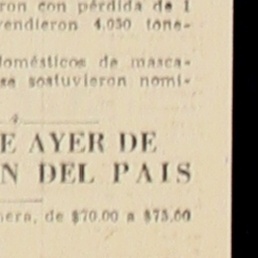 ron con pérdida de 1
vendieron 4.050 tone-
domésticos de masca-
se sostuvieron nomi-
4
E AYER DE
N DEL PAIS
nera, de $70.00 a $75.00